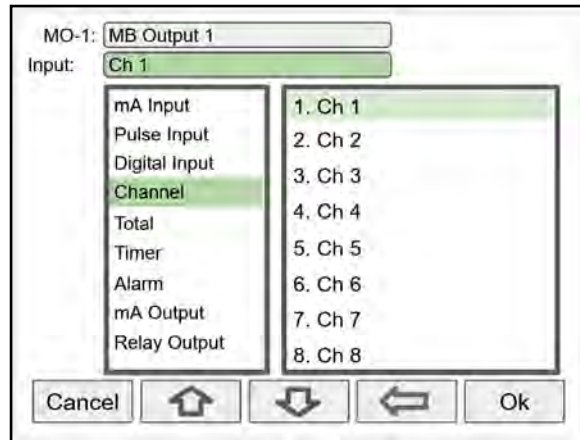 MO-1: MB Output 1
Input: Ch 1
mA Input
Pulse Input
Digital Input
Channel
Total
Timer
Alarm
mA Output
Relay Output
1. Ch 1
2. Ch 2
3. Ch 3
4. Ch 4
5. Ch 5
6. Ch 6
7. Ch 7
8. Ch 8
Cancel Ok